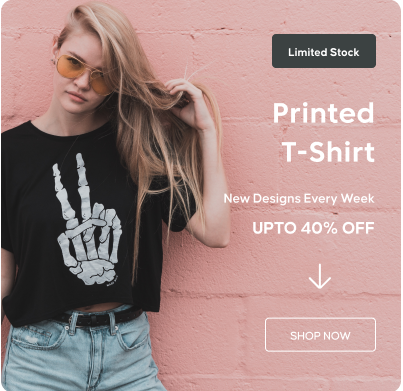 Limited Stock
Printed
T-Shirt
New Designs Every Week
UPTO 40% OFF
SHOP NOW